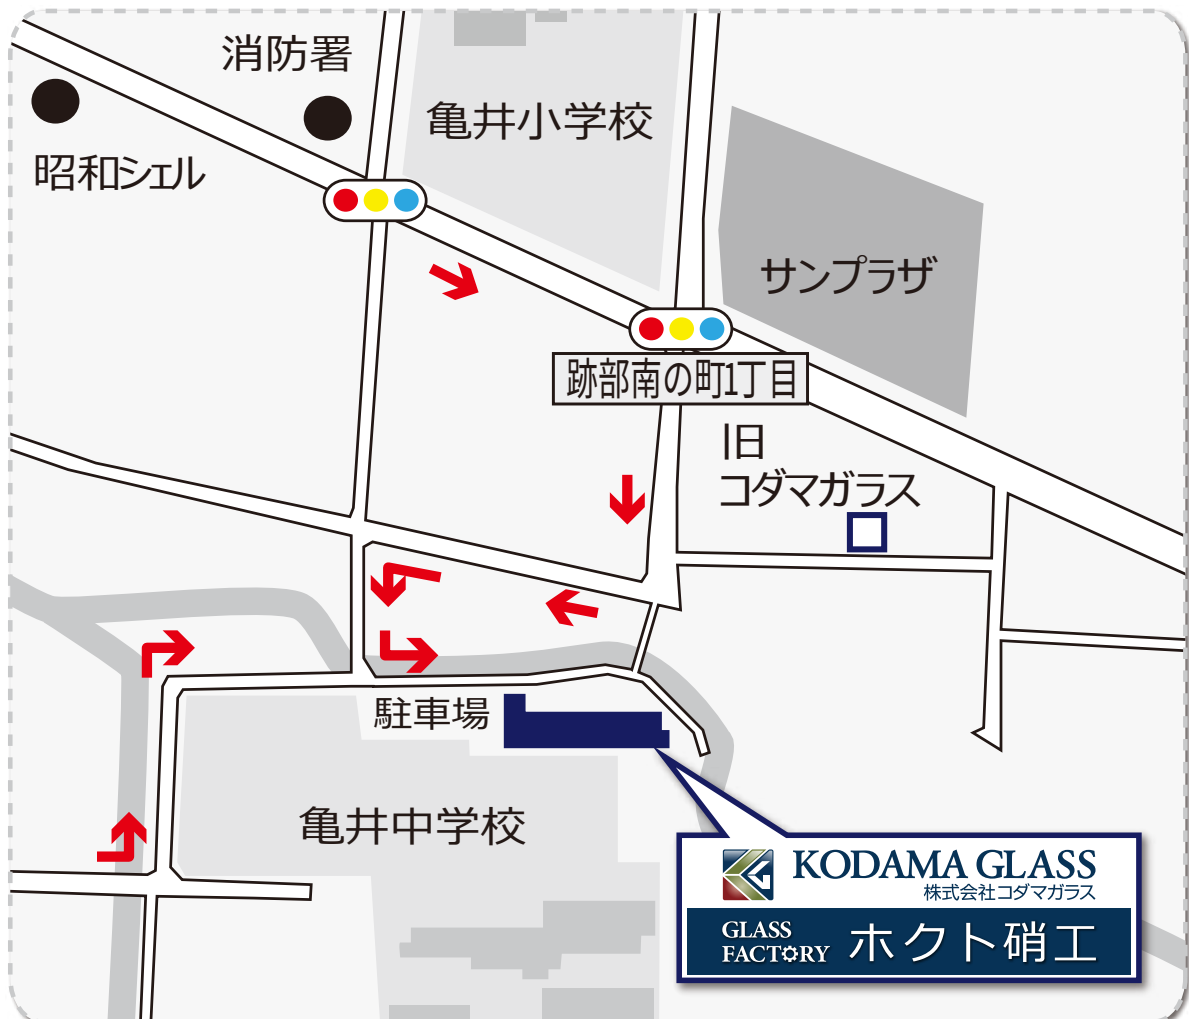 消防署
亀井小学校
昭和シェル
サンプラザ
跡部南の町1丁目
旧
コダマガラス
駐車場
亀井中学校
KODAMA GLASS
株式会社コダマガラス
GLASS
FACTORY
ホクト硝工